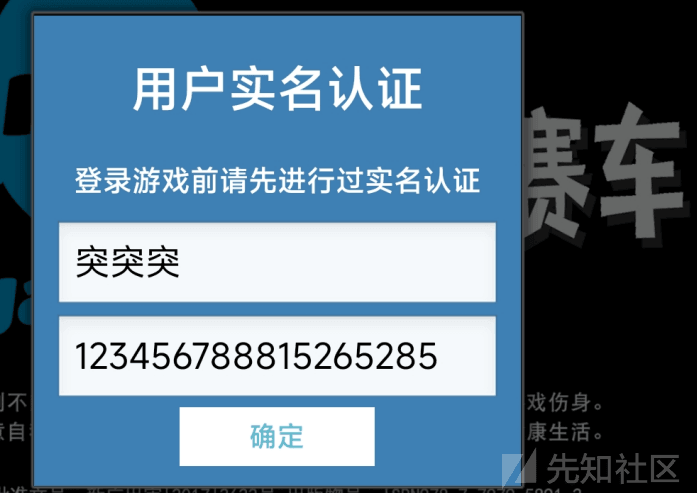 用户实名认证
登录游戏前请先进行过实名认证
赛车
突突突
123456788815265285
戏伤身。
康生活。
确定
先知社区